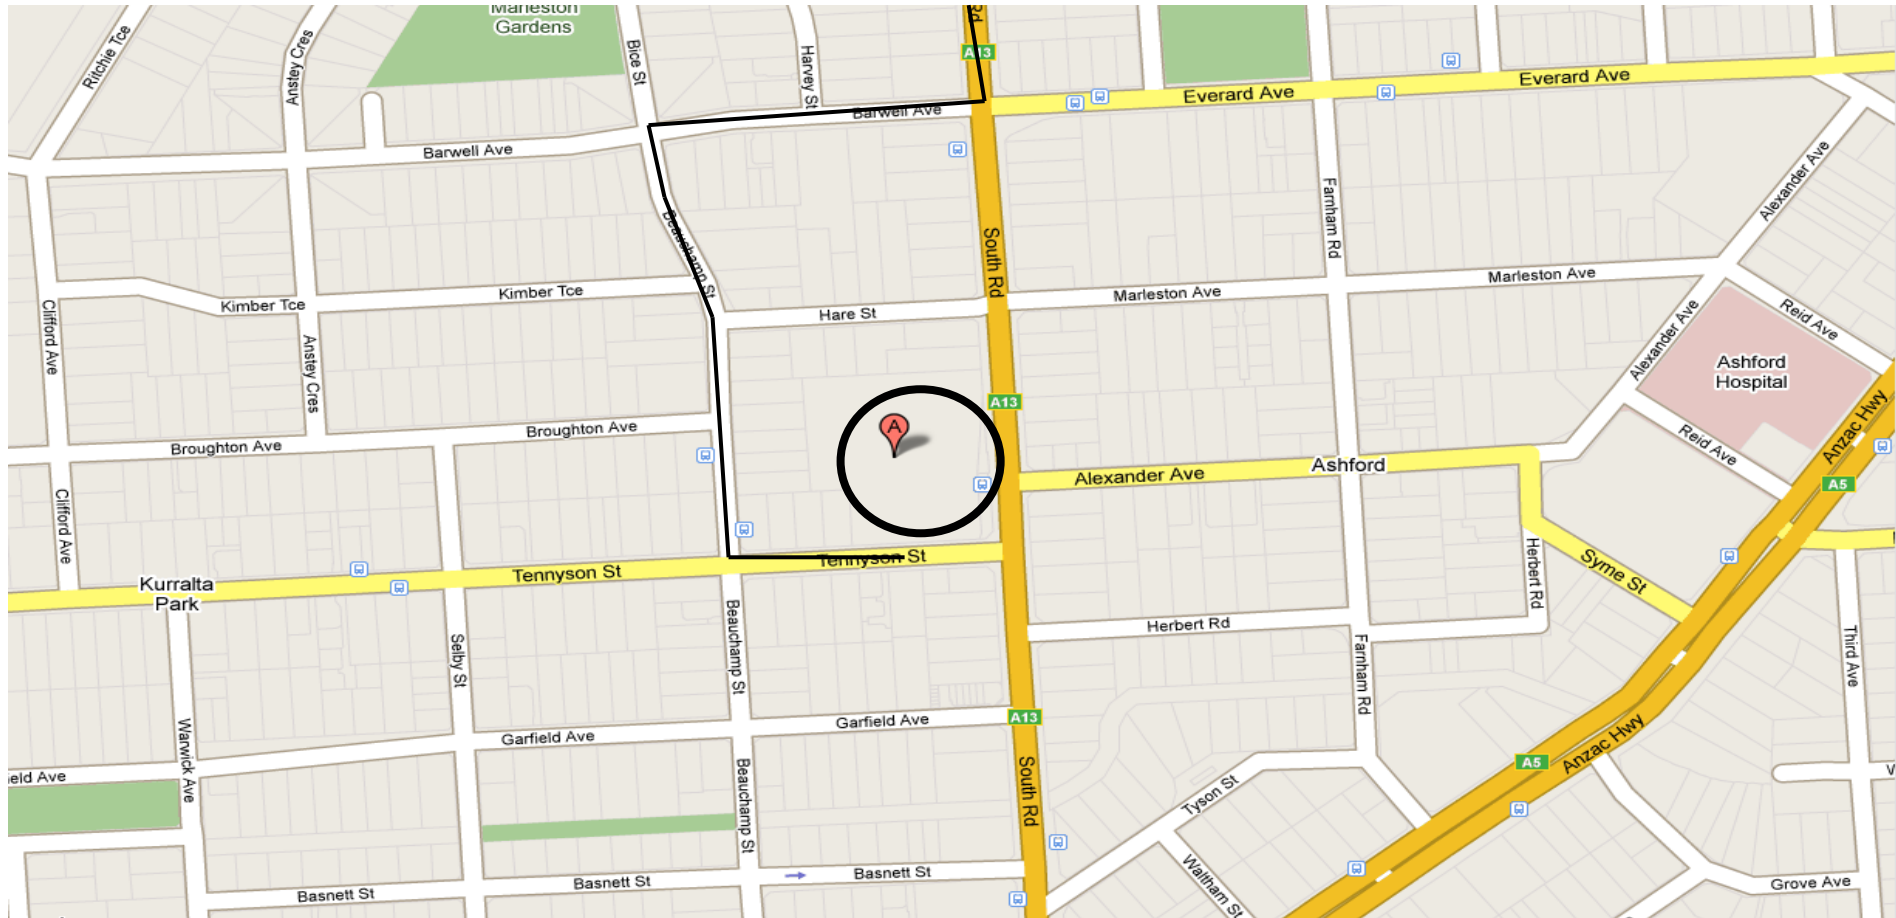 Marleston
Gardens
Ritchie Tce
Anstey Cres
Bice St
Harvey St
Rd
A13
Everard Ave
Everard Ave
Barwell Ave
Barwell Ave
Beauchamp St
South Rd
Farnham Rd
Alexander Ave
Clifford Ave
Kimber Tce
Kimber Tce
Hare St
Marleston Ave
Marleston Ave
Reid Ave
Anstey Cres
Alexander Ave
Ashford
Hospital
A13
A
Broughton Ave
Broughton Ave
Alexander Ave
Ashford
Reid Ave
Anzac Hwy
A5
Clifford Ave
Tennyson St
Tennyson St
Kurralta
Park
Herbert Rd
Syme St
Selby St
Beauchamp St
Herbert Rd
Farnham Rd
Third Ave
Warwick Ave
Garfield Ave
Garfield Ave
A13
eld Ave
Beauchamp St
South Rd
A5
Anzac Hwy
Tyson St
Waltham St
Basnett St
Basnett St
Basnett St
Grove Ave